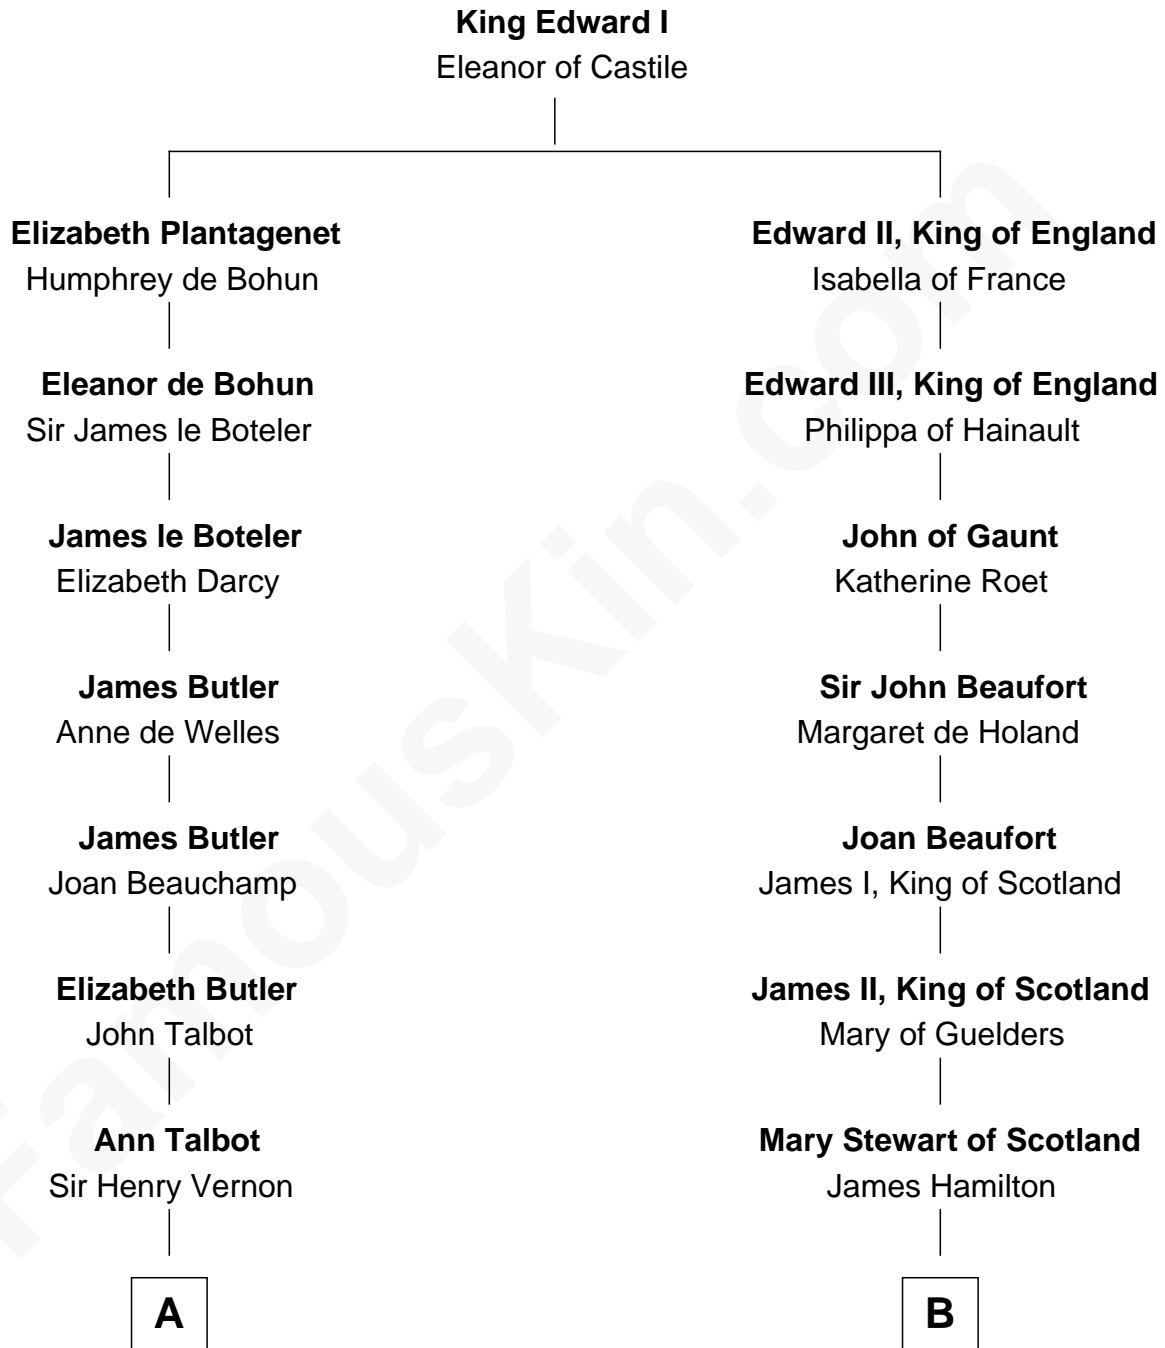 King Edward I
Eleanor of Castile
Elizabeth Plantagenet
Humphrey de Bohun
Edward II, King of England
Isabella of France
Eleanor de Bohun
Sir James le Boteler
Edward III, King of England
Philippa of Hainault
James le Boteler
Elizabeth Darcy
John of Gaunt
Katherine Roet
James Butler
Anne de Welles
Sir John Beaufort
Margaret de Holand
James Butler
Joan Beauchamp
Joan Beaufort
James I, King of Scotland
Elizabeth Butler
John Talbot
James II, King of Scotland
Mary of Guelders
Ann Talbot
Sir Henry Vernon
Mary Stewart of Scotland
James Hamilton
A
B
FamousKin.com